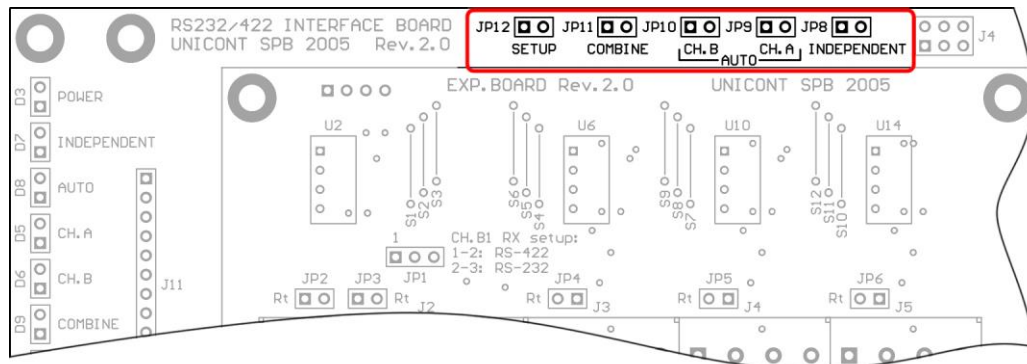 RS232/422 INTERFACE BOARD
UNICONT SPB 2005 Rev.2.0
JP12 JP11 JP10 JP9 JP8
SETUP COMBINE CH.B CH.A INDEPENDENT
AUTO
J4
EXP.BOARD Rev.2.0 UNICONT SPB 2005
D3 POWER
D7 INDEPENDENT
D8 AUTO
D5 CH.A
D6 CH.B
D9 COMBINE
J11
U2 U6 U10 U14
S1 S2 S3 S6 S5 S4 S9 S8 S7 S12 S11 S10
1 CH.B1 RX setup:
1-2: RS-422
2-3: RS-232
JP1
JP2 JP3 JP4 JP5 JP6
Rt Rt Rt Rt Rt
J2 J3 J4 J5